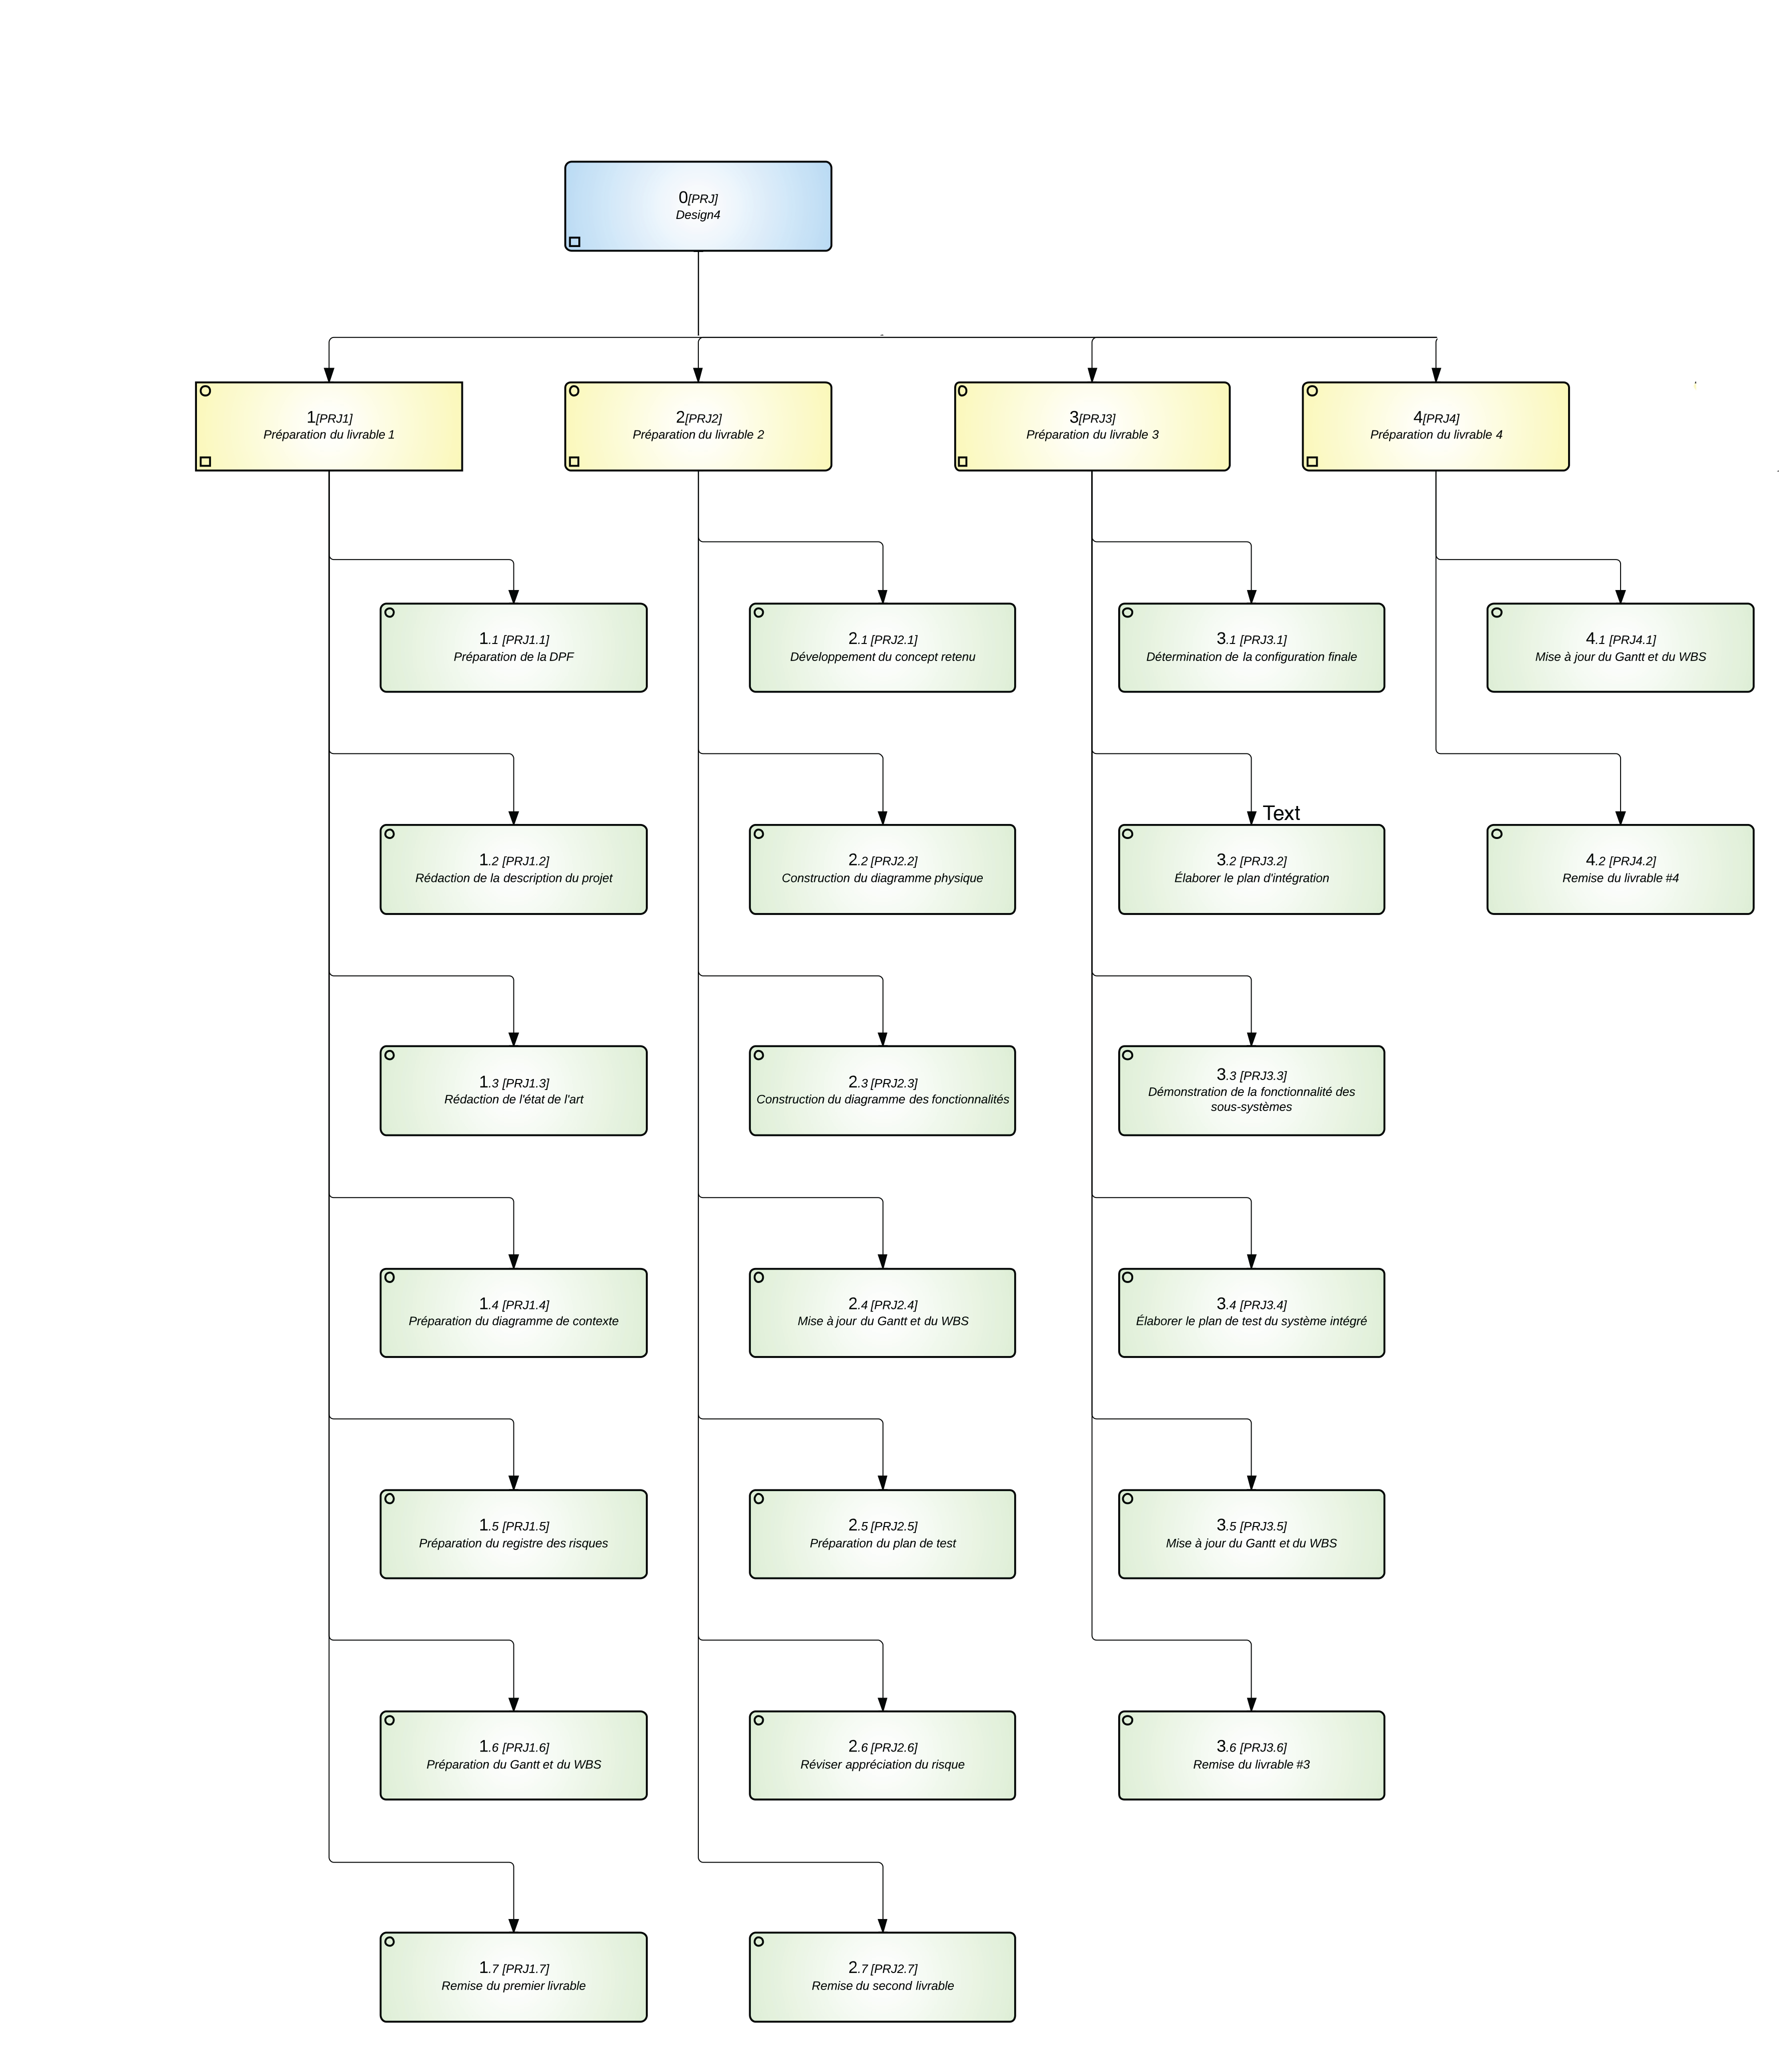 0[PRJ]
Design4
1[PRJ1]
Préparation du livrable 1
2[PRJ2]
Préparation du livrable 2
3[PRJ3]
Préparation du livrable 3
4[PRJ4]
Préparation du livrable 4
1.1 [PRJ1.1]
Préparation de la DPF
2.1 [PRJ2.1]
Développement du concept retenu
3.1 [PRJ3.1]
Détermination de la configuration finale
4.1 [PRJ4.1]
Mise à jour du Gantt et du WBS
Text
1.2 [PRJ1.2]
Rédaction de la description du projet
2.2 [PRJ2.2]
Construction du diagramme physique
3.2 [PRJ3.2]
Élaborer le plan d'intégration
4.2 [PRJ4.2]
Remise du livrable #4
1.3 [PRJ1.3]
Rédaction de l'état de l'art
2.3 [PRJ2.3]
Construction du diagramme des fonctionnalités
3.3 [PRJ3.3]
Démonstration de la fonctionnalité des
sous-systèmes
1.4 [PRJ1.4]
Préparation du diagramme de contexte
2.4 [PRJ2.4]
Mise à jour du Gantt et du WBS
3.4 [PRJ3.4]
Élaborer le plan de test du système intégré
1.5 [PRJ1.5]
Préparation du registre des risques
2.5 [PRJ2.5]
Préparation du plan de test
3.5 [PRJ3.5]
Mise à jour du Gantt et du WBS
1.6 [PRJ1.6]
Préparation du Gantt et du WBS
2.6 [PRJ2.6]
Réviser appréciation du risque
3.6 [PRJ3.6]
Remise du livrable #3
1.7 [PRJ1.7]
Remise du premier livrable
2.7 [PRJ2.7]
Remise du second livrable